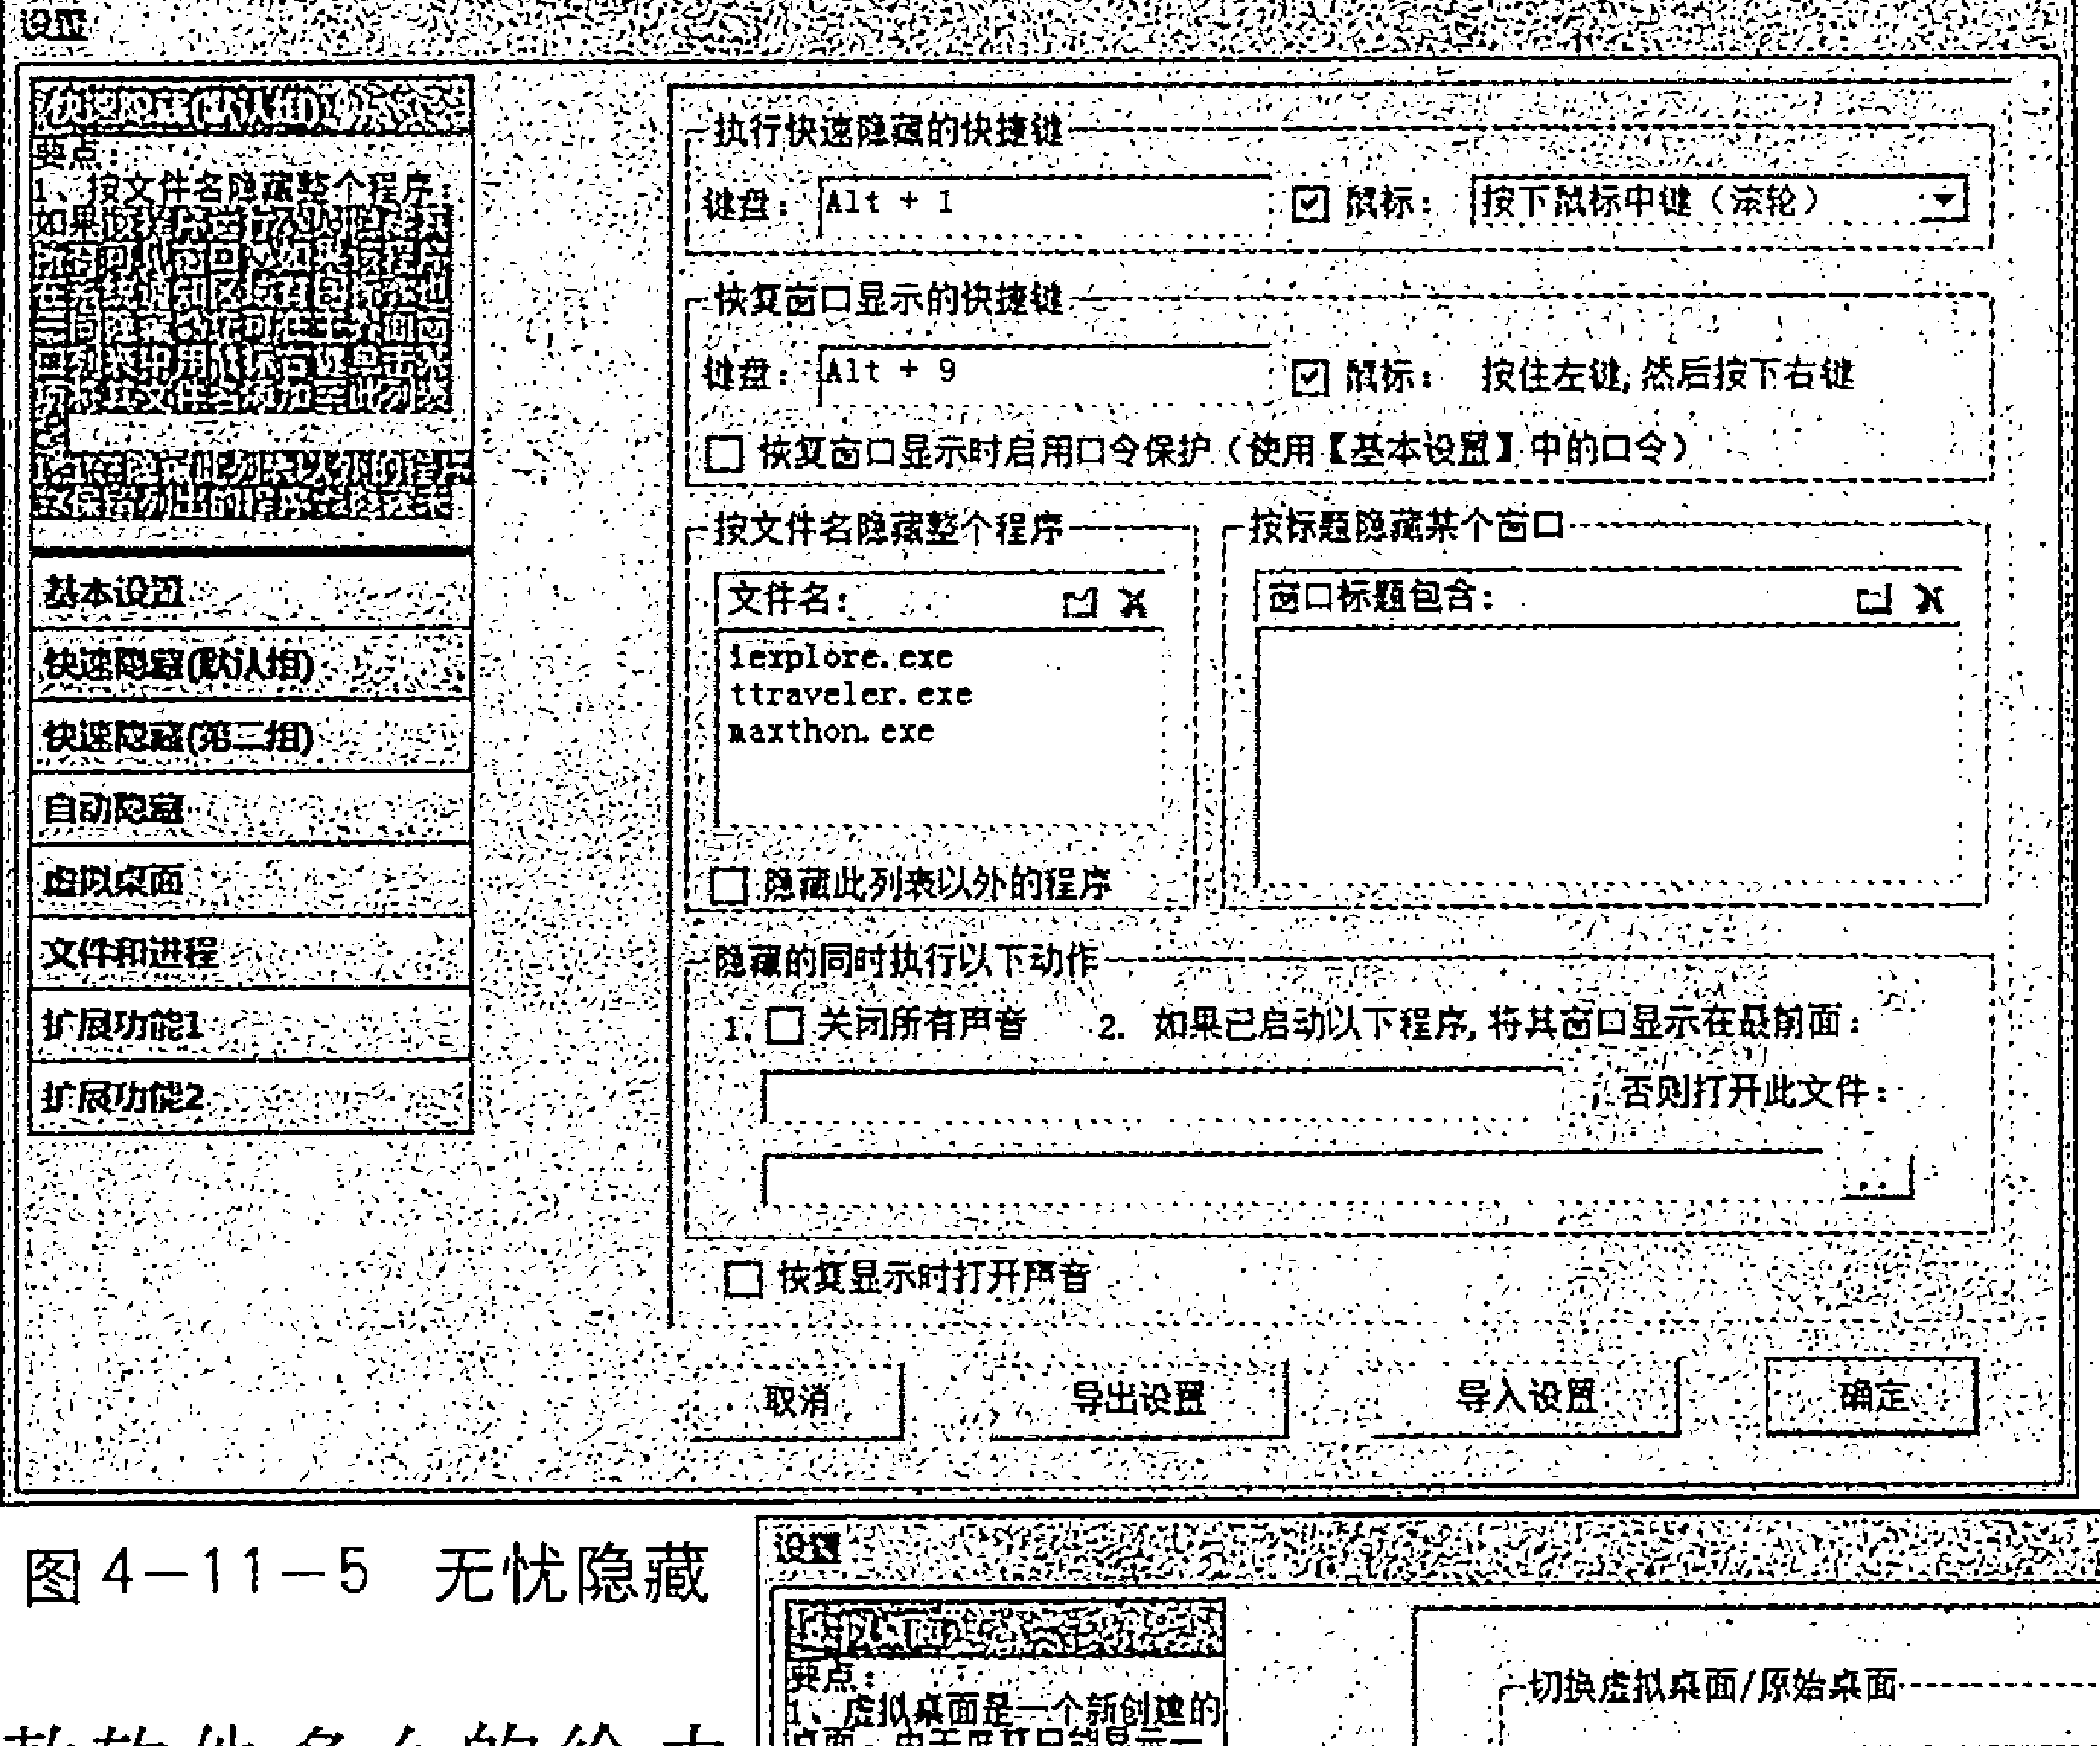 设置
快速隐藏(默认组)
要点：
1、按文件名隐藏整个程序：
基本设置
快速隐藏(默认组)
快速隐藏(第二组)
自动隐藏
虚拟桌面
文件和进程
扩展功能1
扩展功能2
执行快速隐藏的快捷键
键盘： Alt + 1 鼠标： 按下鼠标中键（滚轮）
恢复窗口显示的快捷键
键盘： Alt + 9 鼠标： 按住左键,然后按下右键
恢复窗口显示时启用口令保护（使用【基本设置】中的口令）
按文件名隐藏整个程序
文件名：
iexplore.exe
ttraveler.exe
maxthon.exe
隐藏此列表以外的程序
按标题隐藏某个窗口
窗口标题包含：
隐藏的同时执行以下动作
1. 关闭所有声音 2. 如果已启动以下程序,将其窗口显示在最前面：
, 否则打开此文件：
..
恢复显示时打开声音
取消 导出设置 导入设置 确定
图4－11－5 无忧隐藏
设置
虚拟桌面
要点：
1、虚拟桌面是一个新创建的
切换虚拟桌面/原始桌面